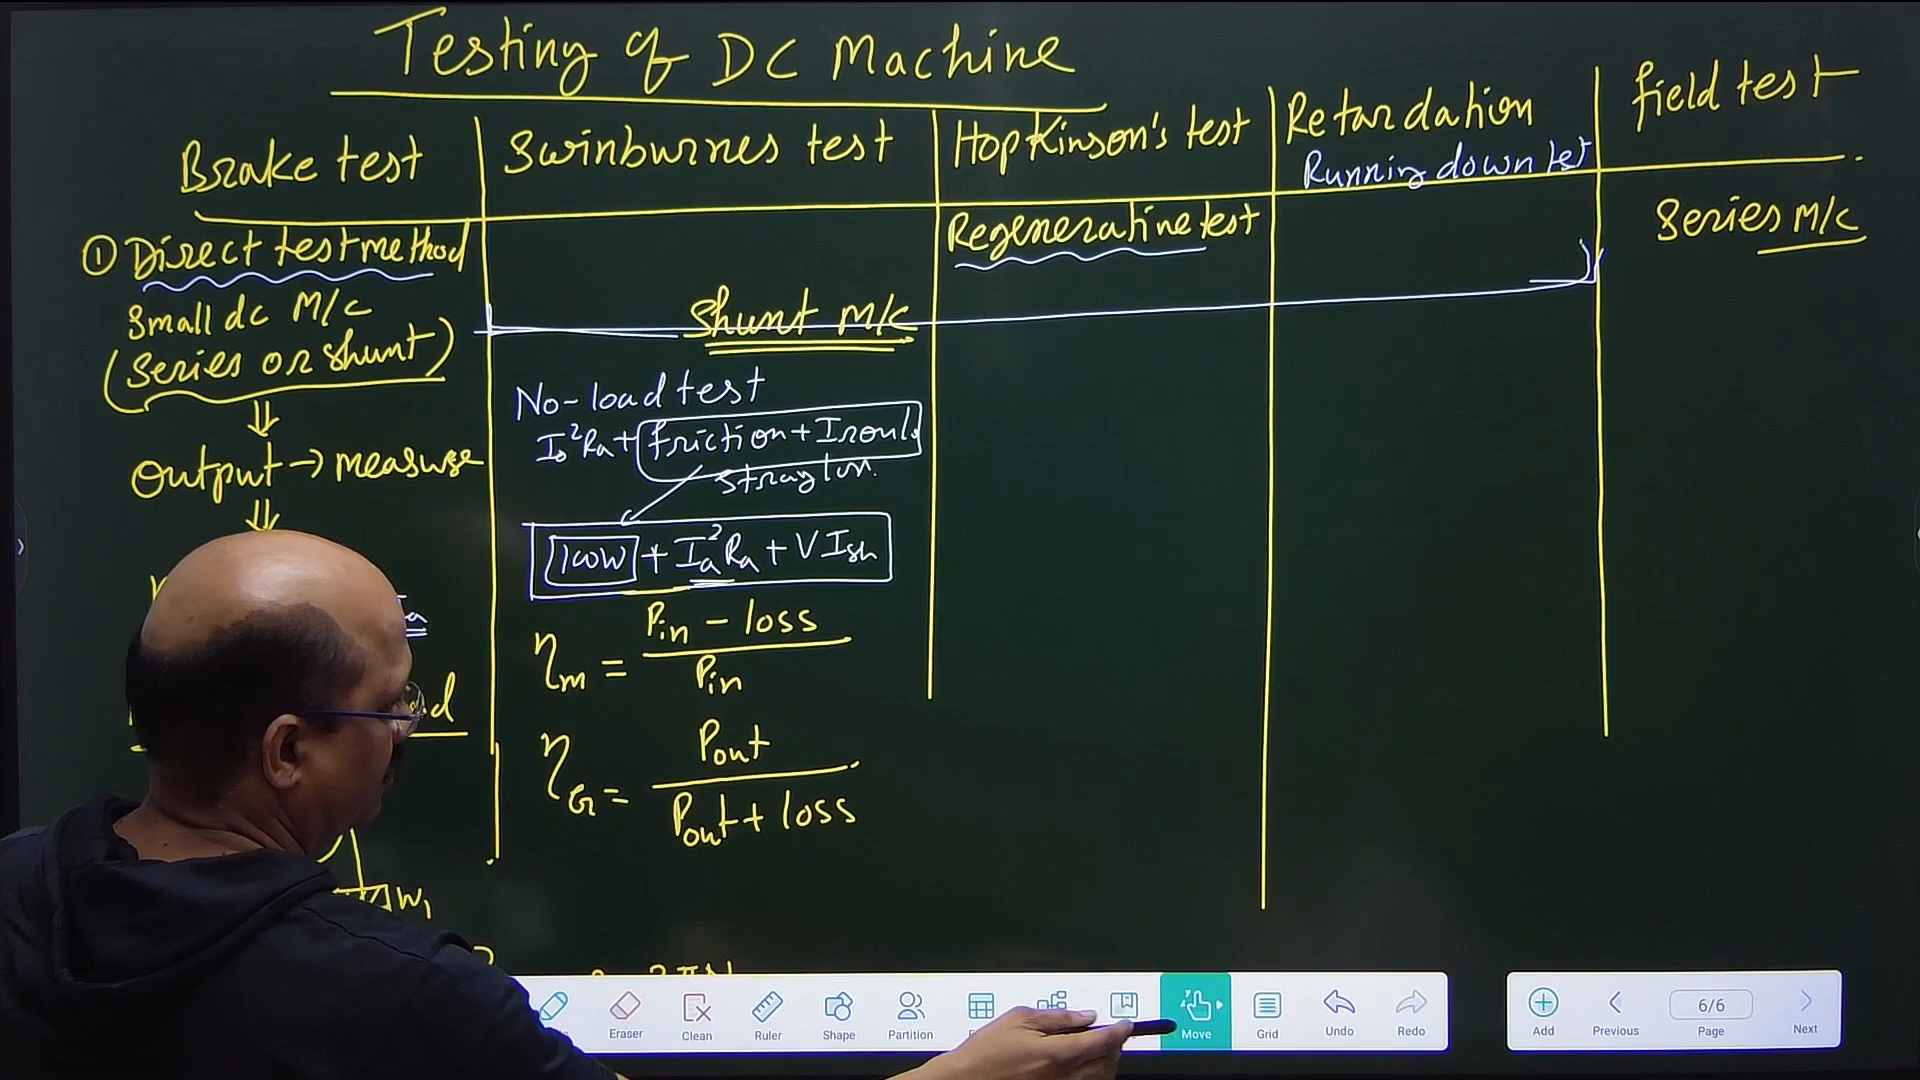 Testing of DC Machine
Brake test
Swinburnes test
Hopkinson's test
Retardation
Running down test
field test
① Direct test method
Small dc M/c
(Series or Shunt)
Output → measure
W1
Shunt M/c
No-load test
I₀²Ra + friction + Iron l.
stray loss.
100W + Ia²Ra + VIsh
ηm = Pin - loss / Pin
ηG = Pout / Pout + loss
2πN
Regenerative test
Series M/c
Eraser
Clean
Ruler
Shape
Partition
Move
Grid
Undo
Redo
Add
Previous
6/6
Page
Next